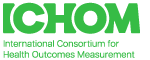 ICHOM
International Consortium for
Health Outcomes Measurement